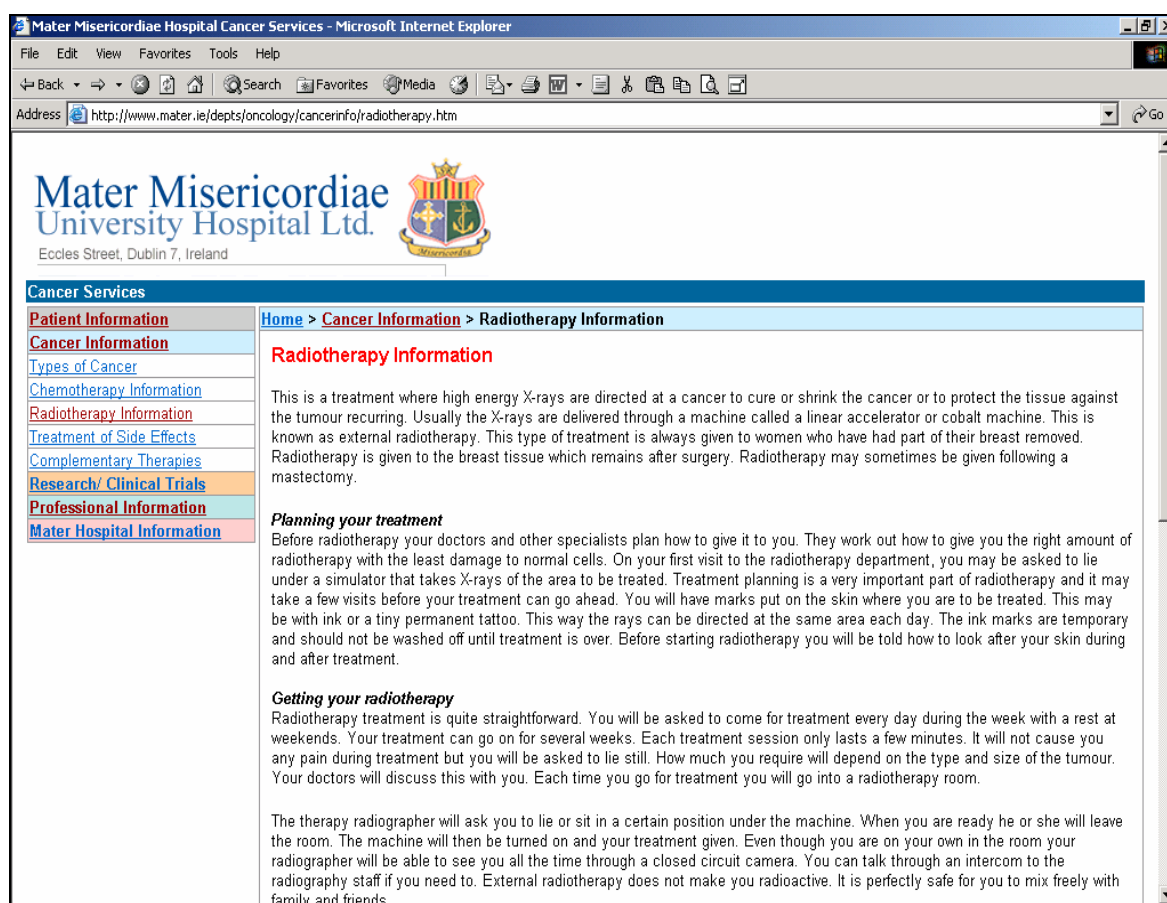 Mater Misericordiae Hospital Cancer Services - Microsoft Internet Explorer
File Edit View Favorites Tools Help
Back Search Favorites Media
Address http://www.mater.ie/depts/oncology/cancerinfo/radiotherapy.htm Go
Mater Misericordiae
University Hospital Ltd.
Eccles Street, Dublin 7, Ireland
Misericordia
Cancer Services
Patient Information
Cancer Information
Types of Cancer
Chemotherapy Information
Radiotherapy Information
Treatment of Side Effects
Complementary Therapies
Research/ Clinical Trials
Professional Information
Mater Hospital Information
Home > Cancer Information > Radiotherapy Information
Radiotherapy Information
This is a treatment where high energy X-rays are directed at a cancer to cure or shrink the cancer or to protect the tissue against
the tumour recurring. Usually the X-rays are delivered through a machine called a linear accelerator or cobalt machine. This is
known as external radiotherapy. This type of treatment is always given to women who have had part of their breast removed.
Radiotherapy is given to the breast tissue which remains after surgery. Radiotherapy may sometimes be given following a
mastectomy.
Planning your treatment
Before radiotherapy your doctors and other specialists plan how to give it to you. They work out how to give you the right amount of
radiotherapy with the least damage to normal cells. On your first visit to the radiotherapy department, you may be asked to lie
under a simulator that takes X-rays of the area to be treated. Treatment planning is a very important part of radiotherapy and it may
take a few visits before your treatment can go ahead. You will have marks put on the skin where you are to be treated. This may
be with ink or a tiny permanent tattoo. This way the rays can be directed at the same area each day. The ink marks are temporary
and should not be washed off until treatment is over. Before starting radiotherapy you will be told how to look after your skin during
and after treatment.
Getting your radiotherapy
Radiotherapy treatment is quite straightforward. You will be asked to come for treatment every day during the week with a rest at
weekends. Your treatment can go on for several weeks. Each treatment session only lasts a few minutes. It will not cause you
any pain during treatment but you will be asked to lie still. How much you require will depend on the type and size of the tumour.
Your doctors will discuss this with you. Each time you go for treatment you will go into a radiotherapy room.
The therapy radiographer will ask you to lie or sit in a certain position under the machine. When you are ready he or she will leave
the room. The machine will then be turned on and your treatment given. Even though you are on your own in the room your
radiographer will be able to see you all the time through a closed circuit camera. You can talk through an intercom to the
radiography staff if you need to. External radiotherapy does not make you radioactive. It is perfectly safe for you to mix freely with
family and friends